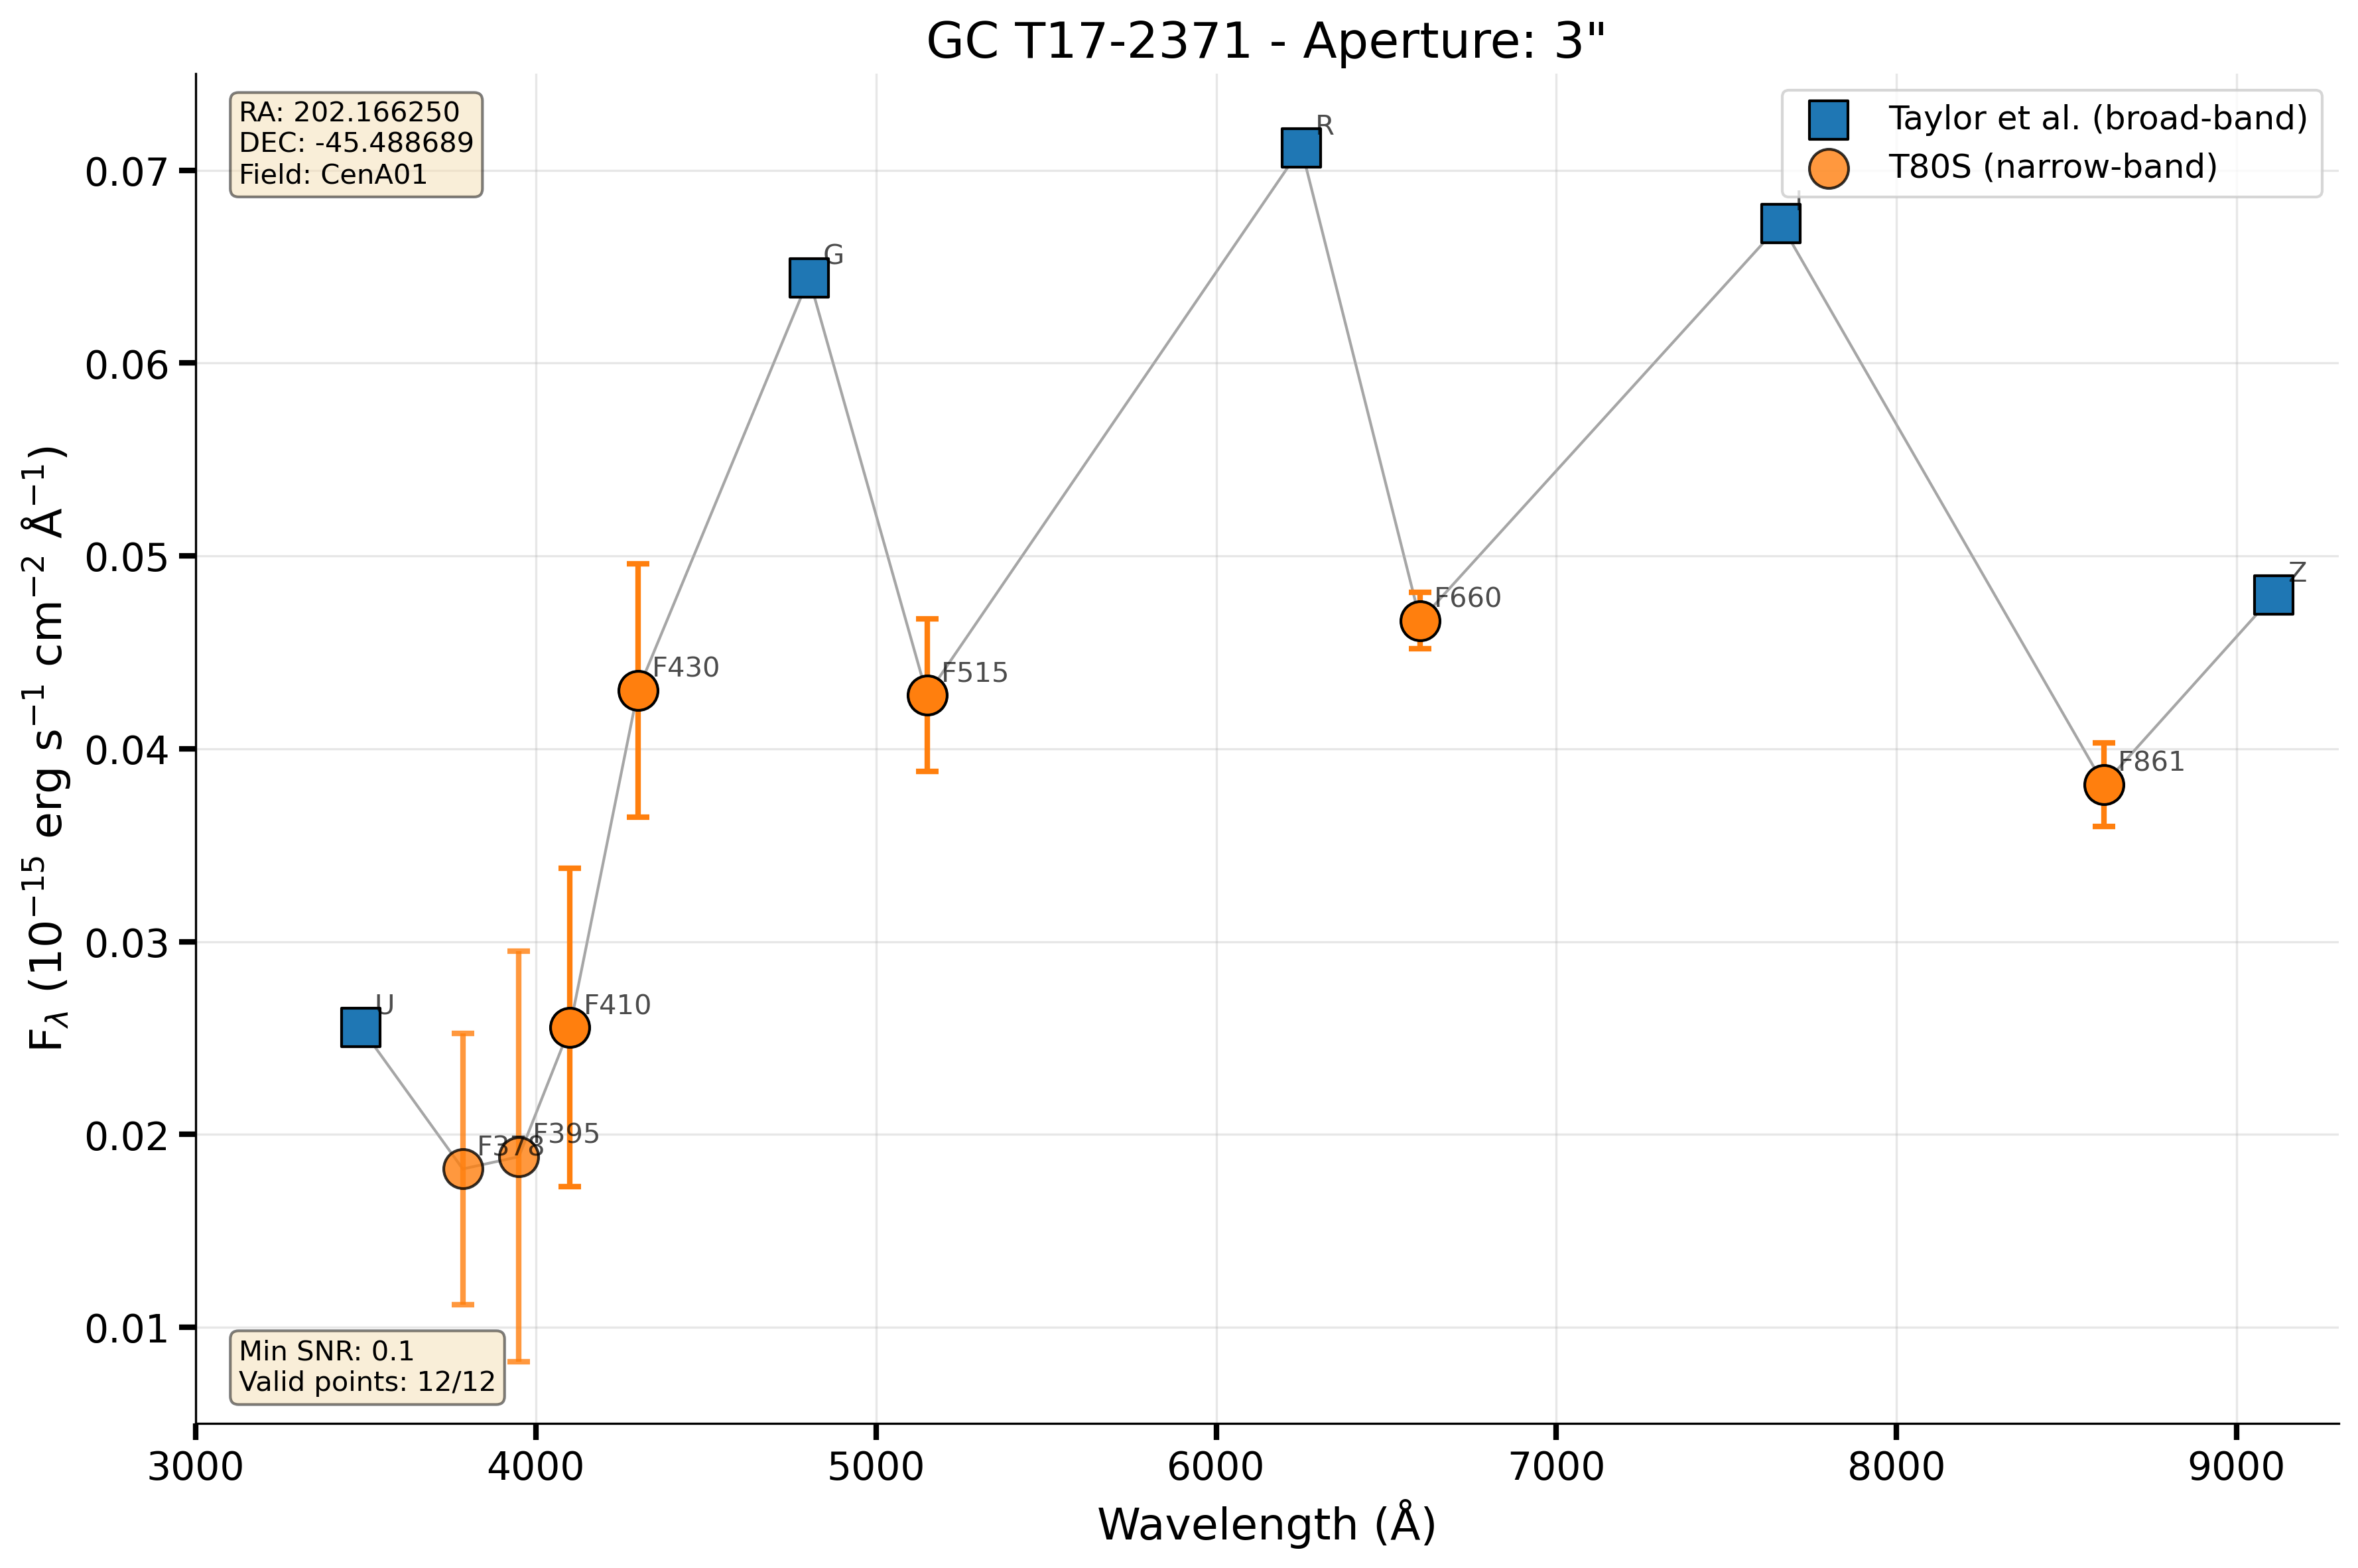 GC T17-2371 - Aperture: 3"
RA: 202.166250
DEC: -45.488689
Field: CenA01
Taylor et al. (broad-band)
T80S (narrow-band)
F_λ (10⁻¹⁵ erg s⁻¹ cm⁻² Å⁻¹)
0.07
0.06
0.05
0.04
0.03
0.02
0.01
U
F378
F395
F410
F430
G
F515
R
F660
F861
Z
Min SNR: 0.1
Valid points: 12/12
3000
4000
5000
6000
7000
8000
9000
Wavelength (Å)